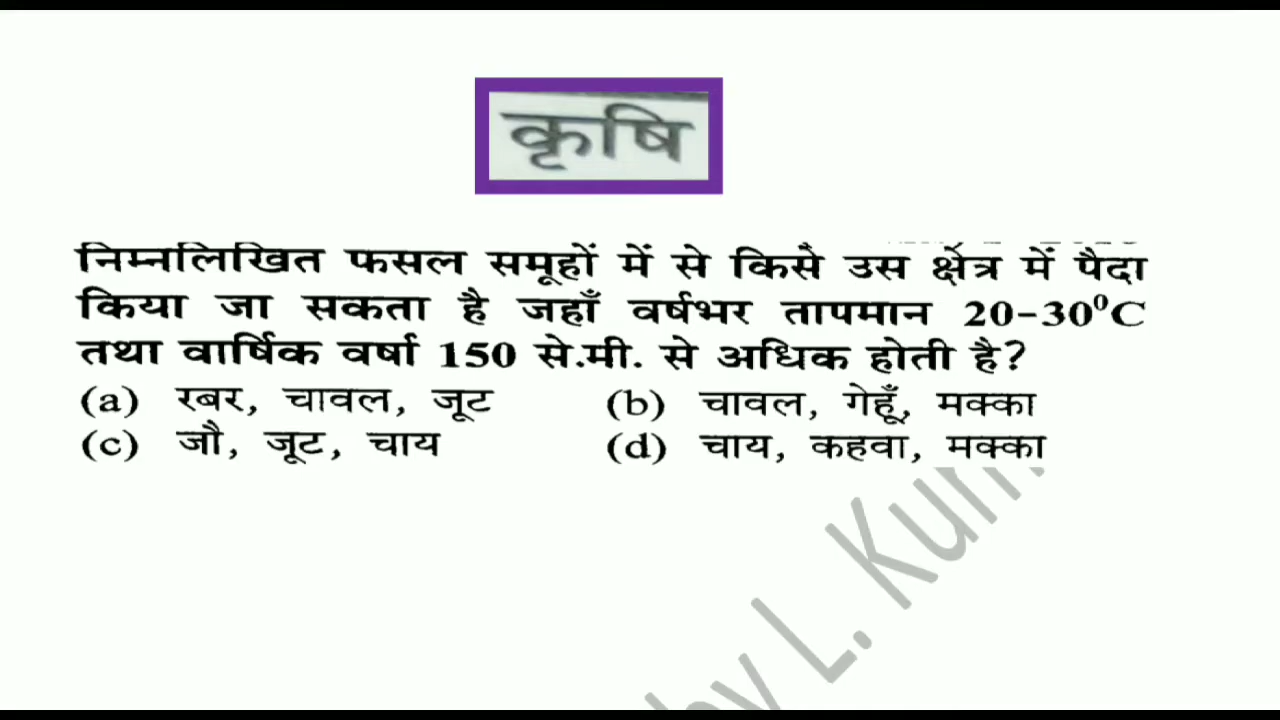 कृषि
निम्नलिखित फसल समूहों में से किसे उस क्षेत्र में पैदा
किया जा सकता है जहाँ वर्षभर तापमान 20-30⁰C
तथा वार्षिक वर्षा 150 से.मी. से अधिक होती है?
(a) रबर, चावल, जूट (b) चावल, गेहूँ, मक्का
(c) जौ, जूट, चाय (d) चाय, कहवा, मक्का
by L.